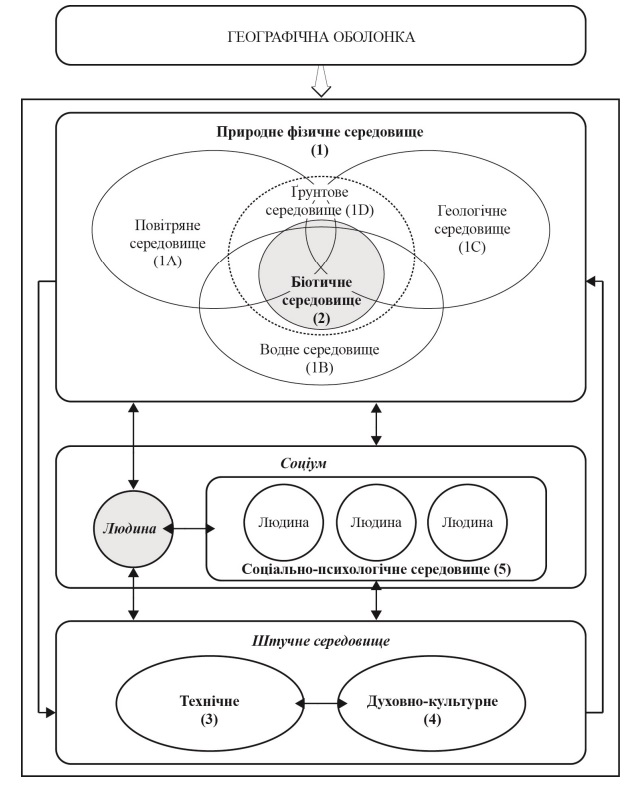 ГЕОГРАФІЧНА ОБОЛОНКА
Природне фізичне середовище
(1)
Ґрунтове
середовище (1D)
Повітряне
середовище
(1A)
Геологічне
середовище
(1C)
Біотичне
середовище
(2)
Водне середовище
(1B)
Соціум
Людина
Людина
Людина
Людина
Соціально-психологічне середовище (5)
Штучне середовище
Технічне
(3)
Духовно-культурне
(4)